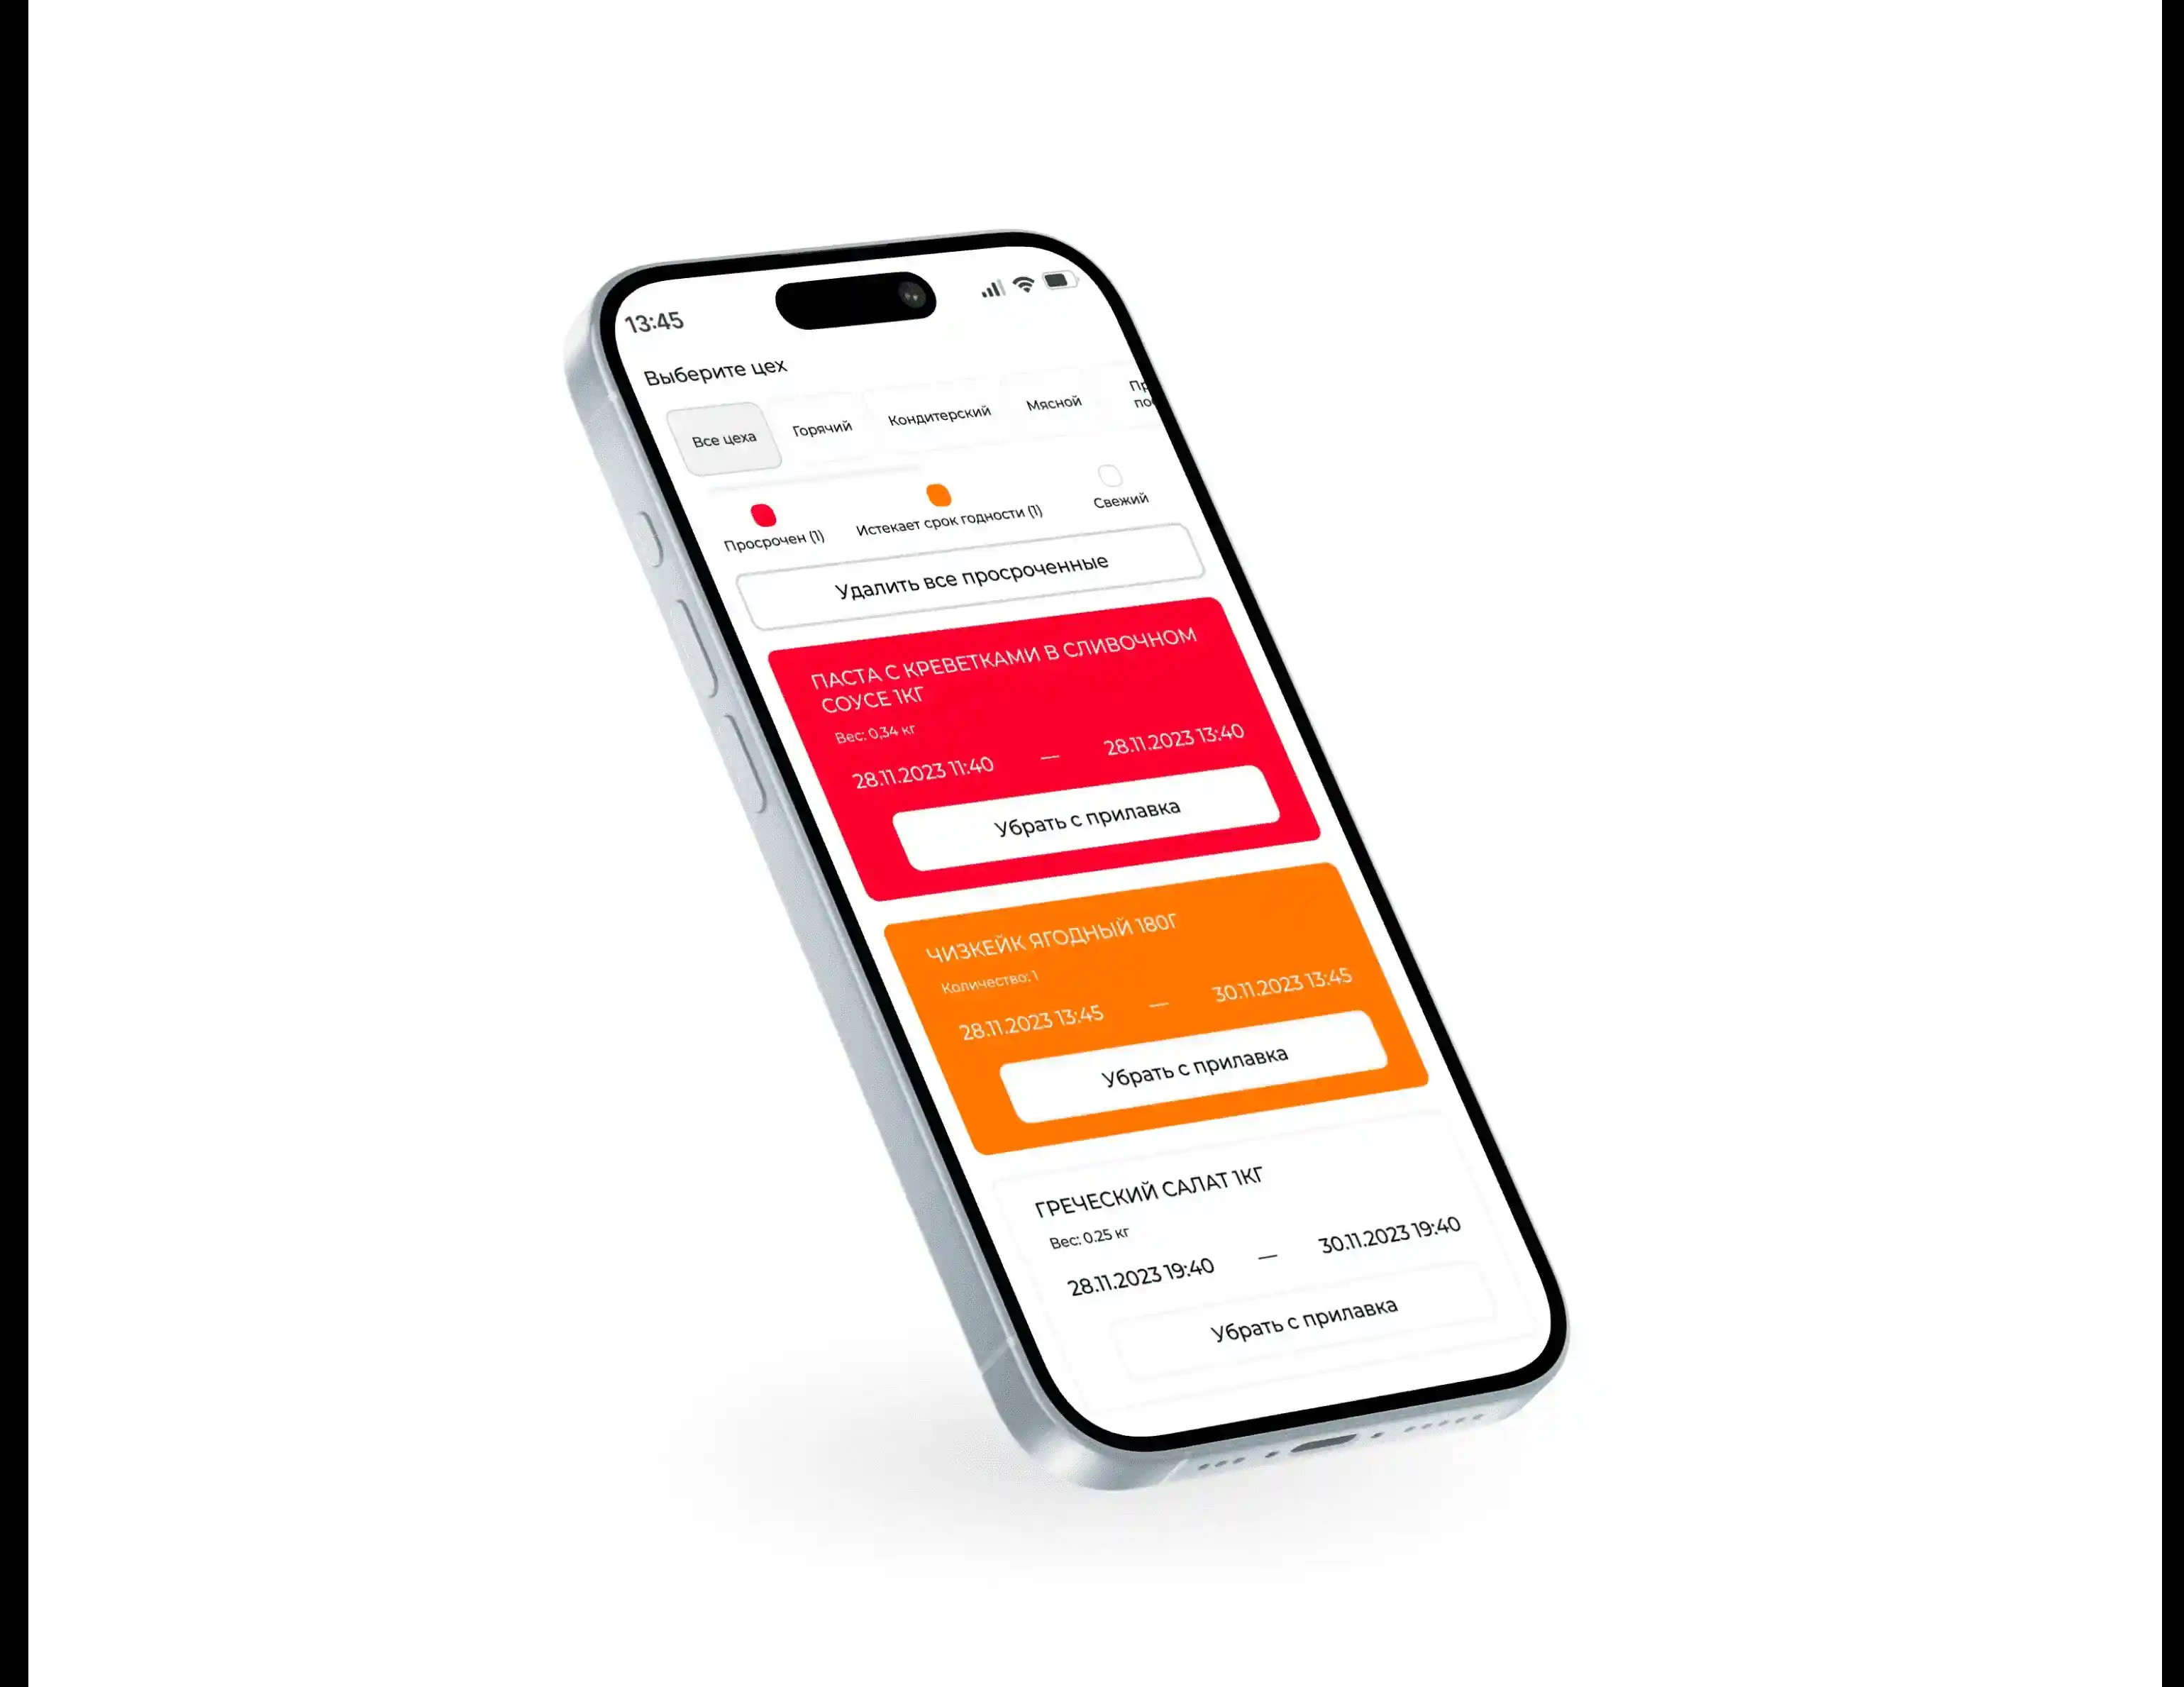 13:45
Выберите цех
Все цеха
Горячий
Кондитерский
Мясной
Просрочен (1)
Истекает срок годности (1)
Свежий
Удалить все просроченные
ПАСТА С КРЕВЕТКАМИ В СЛИВОЧНОМ
СОУСЕ 1КГ
Вес: 0,34 кг
28.11.2023 11:40 — 28.11.2023 13:40
Убрать с прилавка
ЧИЗКЕЙК ЯГОДНЫЙ 180Г
Количество: 1
28.11.2023 13:45 — 30.11.2023 13:45
Убрать с прилавка
ГРЕЧЕСКИЙ САЛАТ 1КГ
Вес: 0.25 кг
28.11.2023 19:40 — 30.11.2023 19:40
Убрать с прилавка